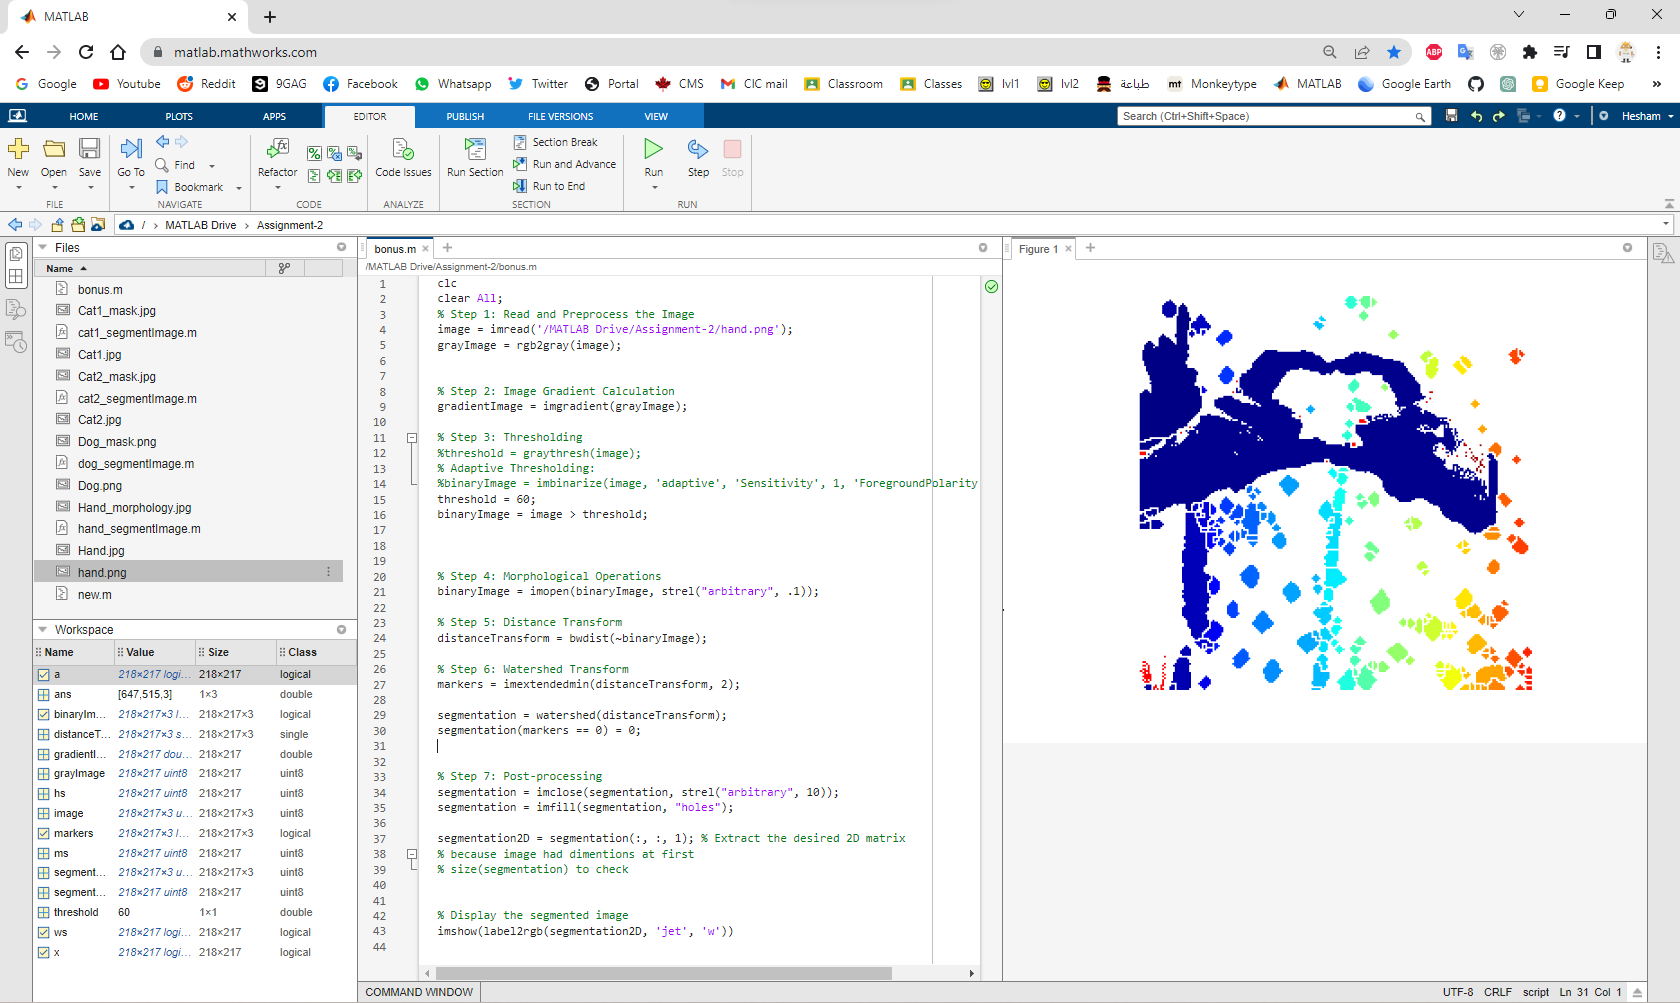 MATLAB
matlab.mathworks.com
Google Youtube Reddit 9GAG Facebook Whatsapp Twitter Portal CMS CIC mail Classroom Classes lvl1 lvl2 طباعة mt Monkeytype MATLAB Google Earth Google Keep »
HOME PLOTS APPS EDITOR PUBLISH FILE VERSIONS VIEW Search (Ctrl+Shift+Space) Hesham
New Open Save Go To Find Bookmark Refactor Code Issues Run Section Section Break Run and Advance Run to End Run Step Stop
FILE NAVIGATE CODE ANALYZE SECTION RUN
/ › MATLAB Drive › Assignment-2
Files
Name
bonus.m
Cat1_mask.jpg
cat1_segmentImage.m
Cat1.jpg
Cat2_mask.jpg
cat2_segmentImage.m
Cat2.jpg
Dog_mask.png
dog_segmentImage.m
Dog.png
Hand_morphology.jpg
hand_segmentImage.m
Hand.jpg
hand.png
new.m
Workspace
Name Value Size Class
a 218×217 logi... 218×217 logical
ans [647,515,3] 1×3 double
binaryIm... 218×217×3 l... 218×217×3 logical
distanceT... 218×217×3 s... 218×217×3 single
gradientI... 218×217 dou... 218×217 double
grayImage 218×217 uint8 218×217 uint8
hs 218×217 uint8 218×217 uint8
image 218×217×3 u... 218×217×3 uint8
markers 218×217×3 l... 218×217×3 logical
ms 218×217 uint8 218×217 uint8
segment... 218×217×3 u... 218×217×3 uint8
segment... 218×217 uint8 218×217 uint8
threshold 60 1×1 double
ws 218×217 logi... 218×217 logical
x 218×217 logi... 218×217 logical
bonus.m
/MATLAB Drive/Assignment-2/bonus.m
1 clc
2 clear All;
3 % Step 1: Read and Preprocess the Image
4 image = imread('/MATLAB Drive/Assignment-2/hand.png');
5 grayImage = rgb2gray(image);
6
7
8 % Step 2: Image Gradient Calculation
9 gradientImage = imgradient(grayImage);
10
11 % Step 3: Thresholding
12 %threshold = graythresh(image);
13 % Adaptive Thresholding:
14 %binaryImage = imbinarize(image, 'adaptive', 'Sensitivity', 1, 'ForegroundPolarity
15 threshold = 60;
16 binaryImage = image > threshold;
17
18
19
20 % Step 4: Morphological Operations
21 binaryImage = imopen(binaryImage, strel("arbitrary", .1));
22
23 % Step 5: Distance Transform
24 distanceTransform = bwdist(~binaryImage);
25
26 % Step 6: Watershed Transform
27 markers = imextendedmin(distanceTransform, 2);
28
29 segmentation = watershed(distanceTransform);
30 segmentation(markers == 0) = 0;
31
32
33 % Step 7: Post-processing
34 segmentation = imclose(segmentation, strel("arbitrary", 10));
35 segmentation = imfill(segmentation, "holes");
36
37 segmentation2D = segmentation(:, :, 1); % Extract the desired 2D matrix
38 % because image had dimentions at first
39 % size(segmentation) to check
40
41
42 % Display the segmented image
43 imshow(label2rgb(segmentation2D, 'jet', 'w'))
44
Figure 1
COMMAND WINDOW
UTF-8 CRLF script Ln 31 Col 1